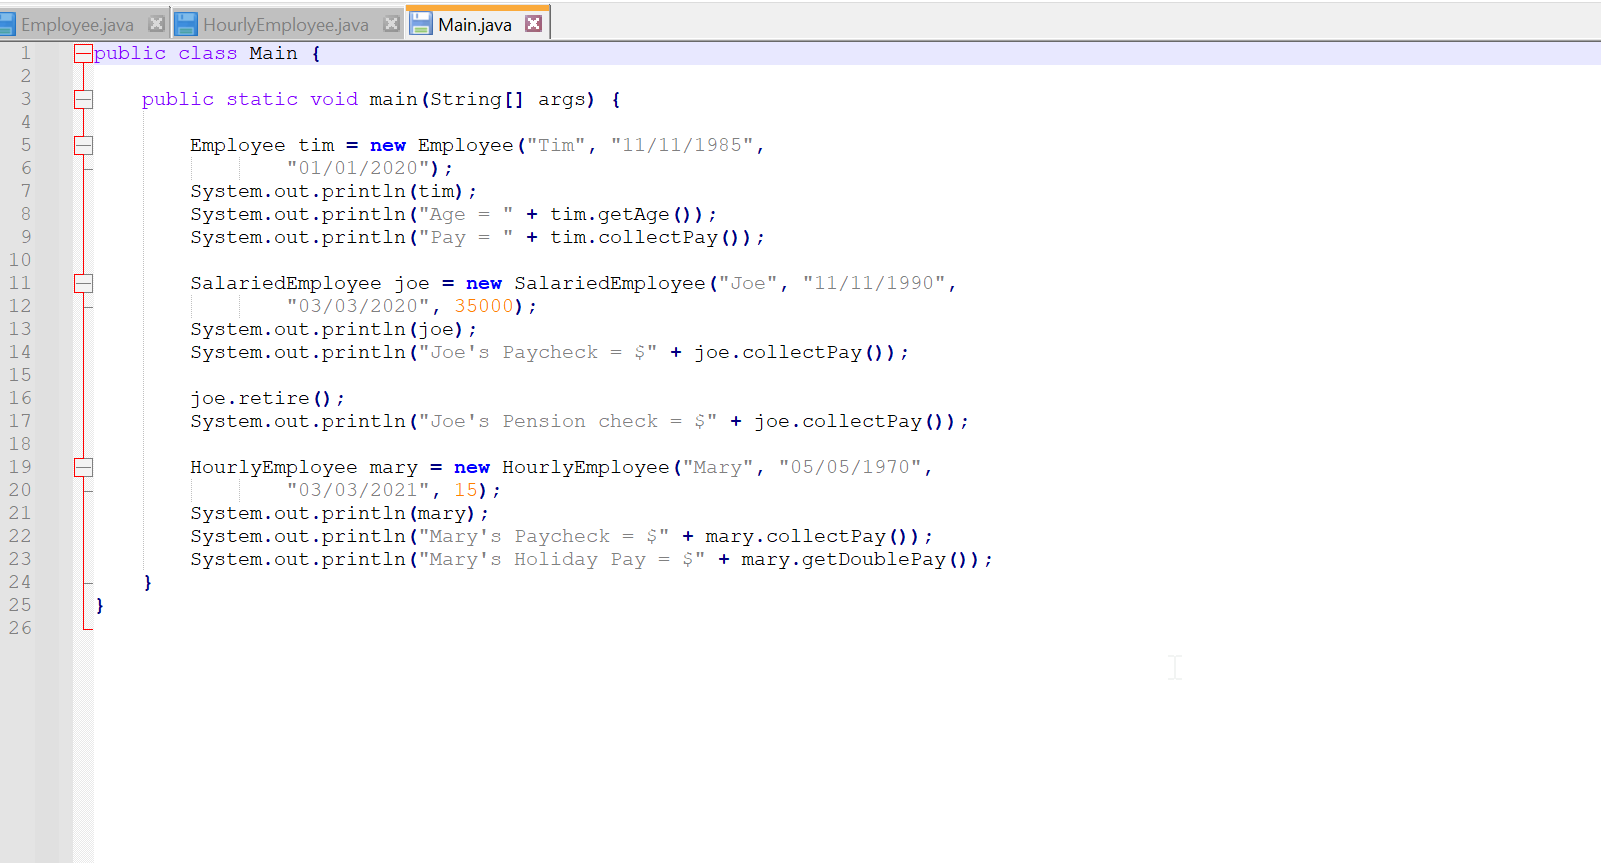 Employee.java HourlyEmployee.java Main.java
1 public class Main {
2
3 public static void main(String[] args) {
4
5 Employee tim = new Employee("Tim", "11/11/1985",
6 "01/01/2020");
7 System.out.println(tim);
8 System.out.println("Age = " + tim.getAge());
9 System.out.println("Pay = " + tim.collectPay());
10
11 SalariedEmployee joe = new SalariedEmployee("Joe", "11/11/1990",
12 "03/03/2020", 35000);
13 System.out.println(joe);
14 System.out.println("Joe's Paycheck = $" + joe.collectPay());
15
16 joe.retire();
17 System.out.println("Joe's Pension check = $" + joe.collectPay());
18
19 HourlyEmployee mary = new HourlyEmployee("Mary", "05/05/1970",
20 "03/03/2021", 15);
21 System.out.println(mary);
22 System.out.println("Mary's Paycheck = $" + mary.collectPay());
23 System.out.println("Mary's Holiday Pay = $" + mary.getDoublePay());
24 }
25 }
26